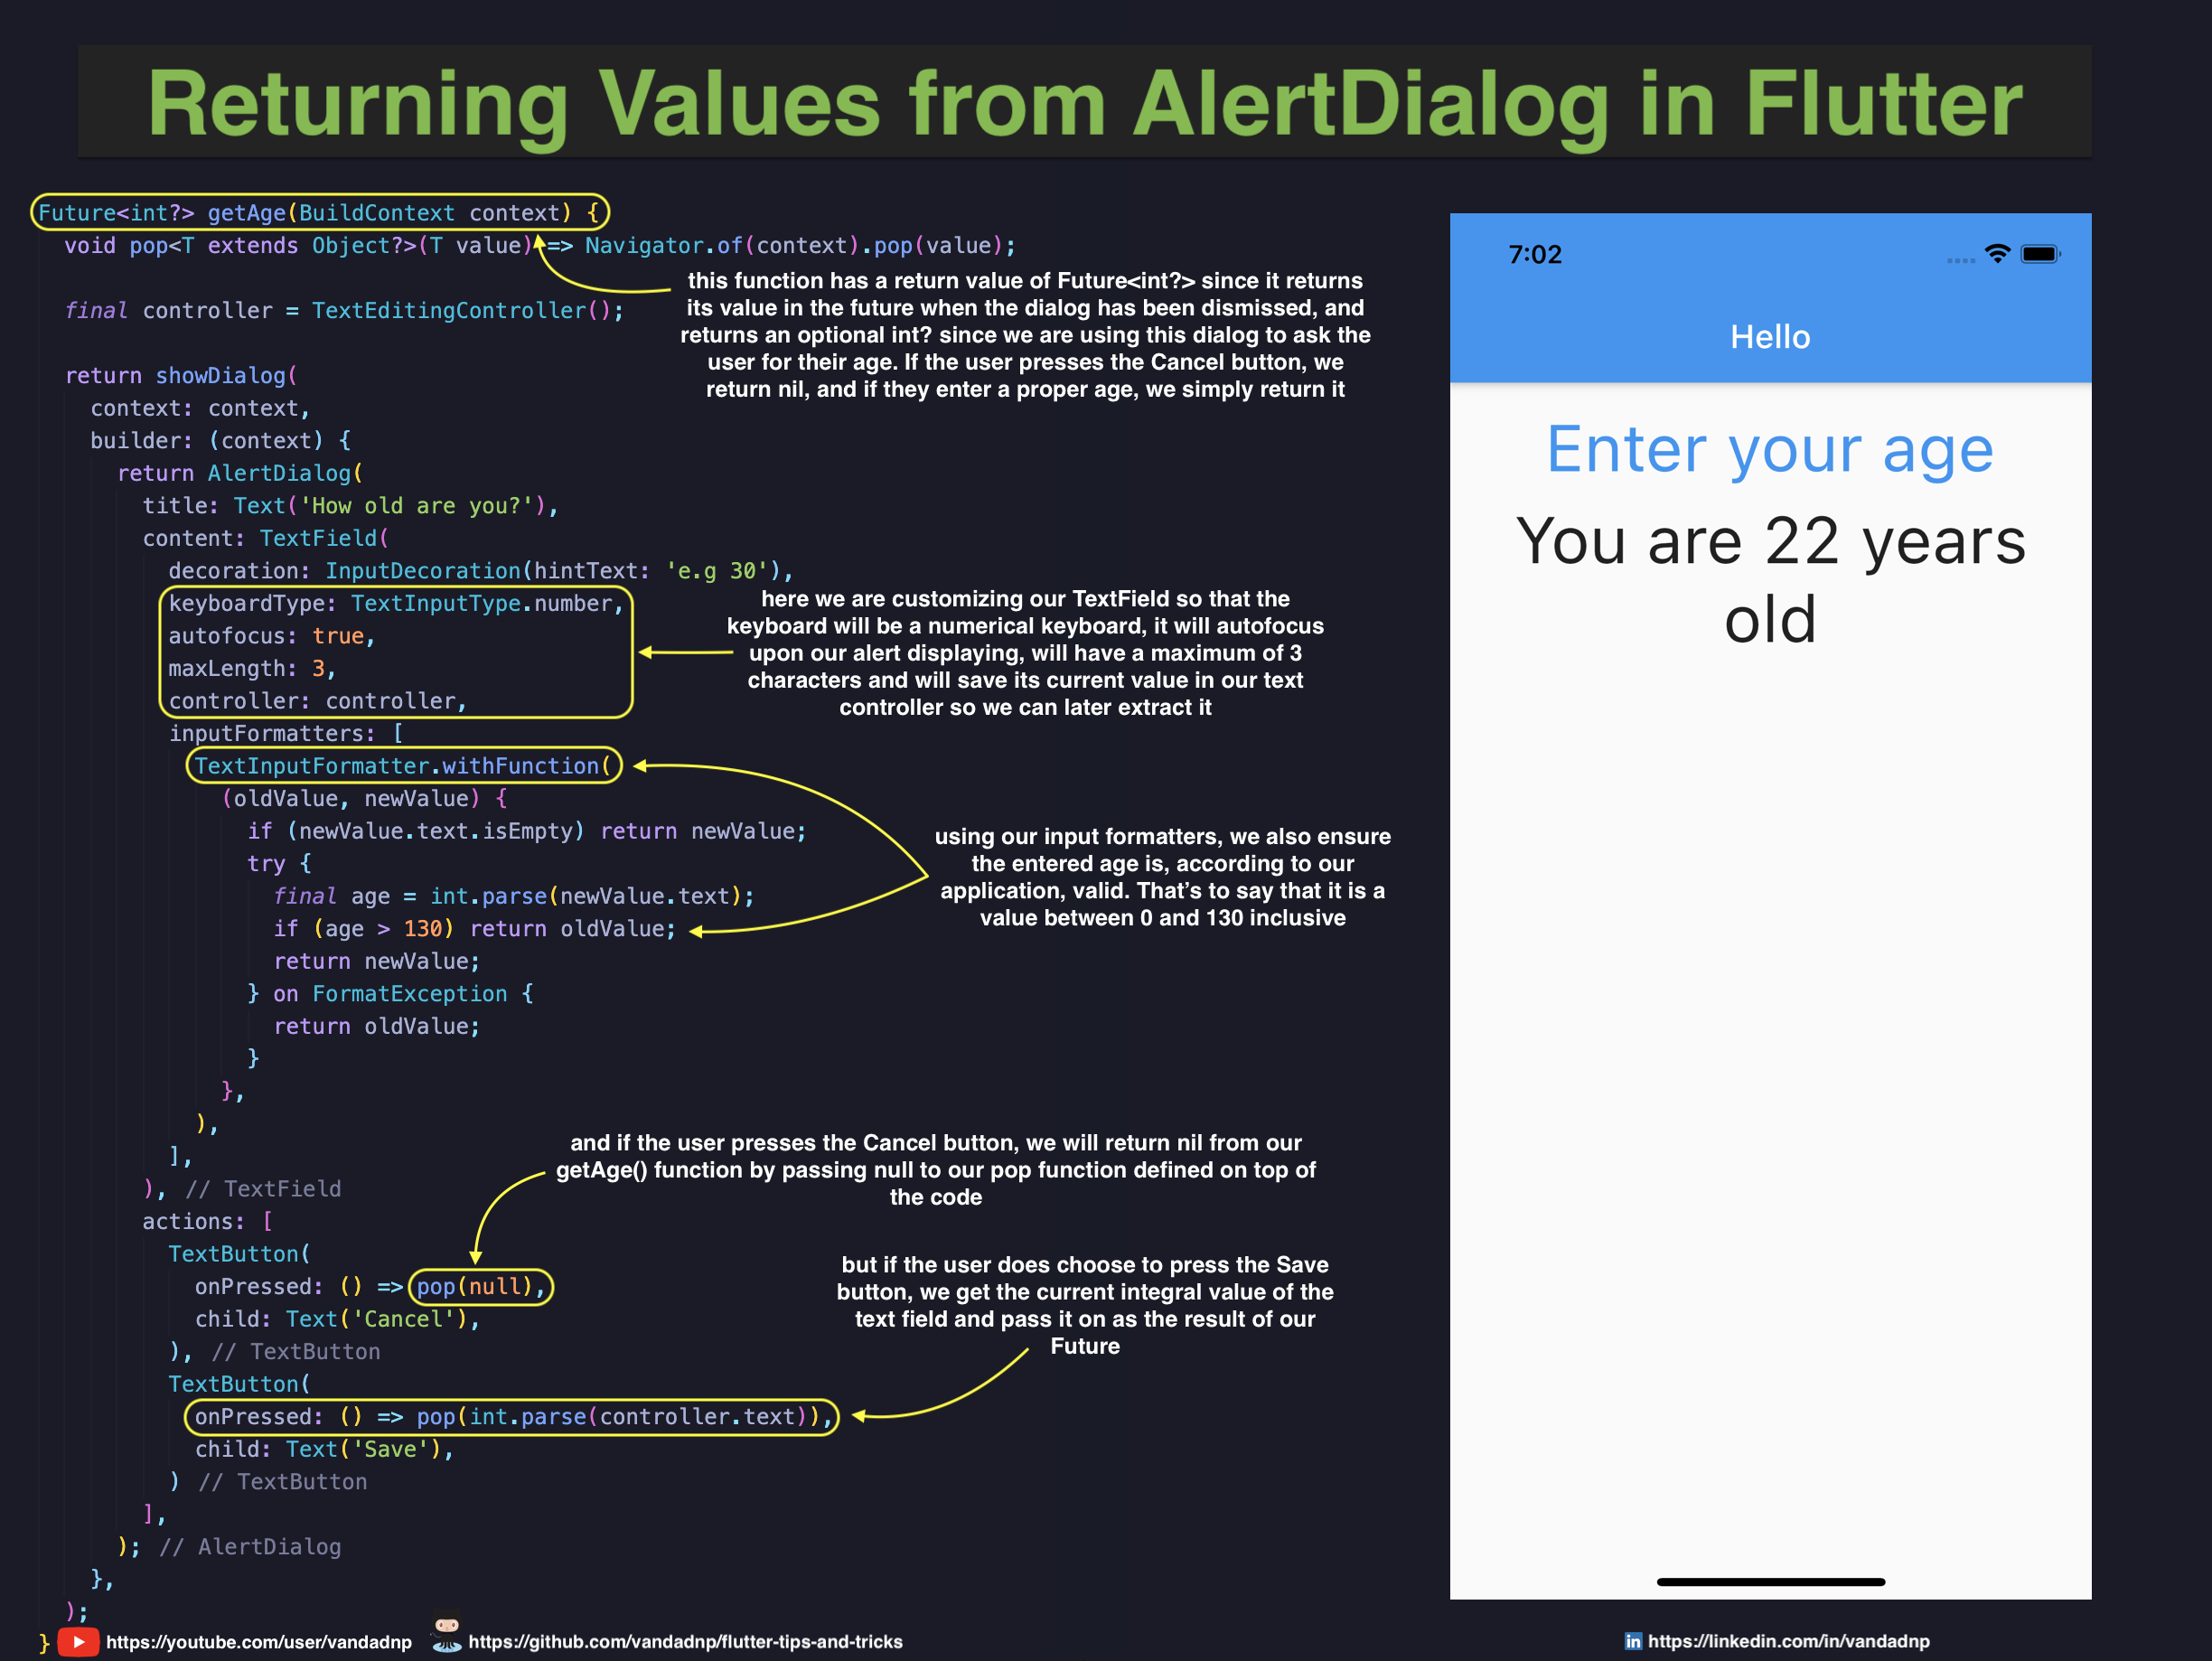 Returning Values from AlertDialog in Flutter
Future<int?> getAge(BuildContext context) {
  void pop<T extends Object?>(T value) => Navigator.of(context).pop(value);
this function has a return value of Future<int?> since it returns
its value in the future when the dialog has been dismissed, and
returns an optional int? since we are using this dialog to ask the
user for their age. If the user presses the Cancel button, we
return nil, and if they enter a proper age, we simply return it
  final controller = TextEditingController();
  return showDialog(
    context: context,
    builder: (context) {
      return AlertDialog(
        title: Text('How old are you?'),
        content: TextField(
          decoration: InputDecoration(hintText: 'e.g 30'),
          keyboardType: TextInputType.number,
          autofocus: true,
          maxLength: 3,
          controller: controller,
here we are customizing our TextField so that the
keyboard will be a numerical keyboard, it will autofocus
upon our alert displaying, will have a maximum of 3
characters and will save its current value in our text
controller so we can later extract it
          inputFormatters: [
            TextInputFormatter.withFunction(
              (oldValue, newValue) {
                if (newValue.text.isEmpty) return newValue;
                try {
                  final age = int.parse(newValue.text);
                  if (age > 130) return oldValue;
                  return newValue;
                } on FormatException {
                  return oldValue;
                }
              },
            ),
          ],
using our input formatters, we also ensure
the entered age is, according to our
application, valid. That’s to say that it is a
value between 0 and 130 inclusive
        ), // TextField
        actions: [
          TextButton(
            onPressed: () => pop(null),
            child: Text('Cancel'),
          ), // TextButton
and if the user presses the Cancel button, we will return nil from our
getAge() function by passing null to our pop function defined on top of
the code
          TextButton(
            onPressed: () => pop(int.parse(controller.text)),
            child: Text('Save'),
          ) // TextButton
but if the user does choose to press the Save
button, we get the current integral value of the
text field and pass it on as the result of our
Future
        ],
      ); // AlertDialog
    },
  );
}
7:02
Hello
Enter your age
You are 22 years
old
https://youtube.com/user/vandadnp
https://github.com/vandadnp/flutter-tips-and-tricks
in https://linkedin.com/in/vandadnp